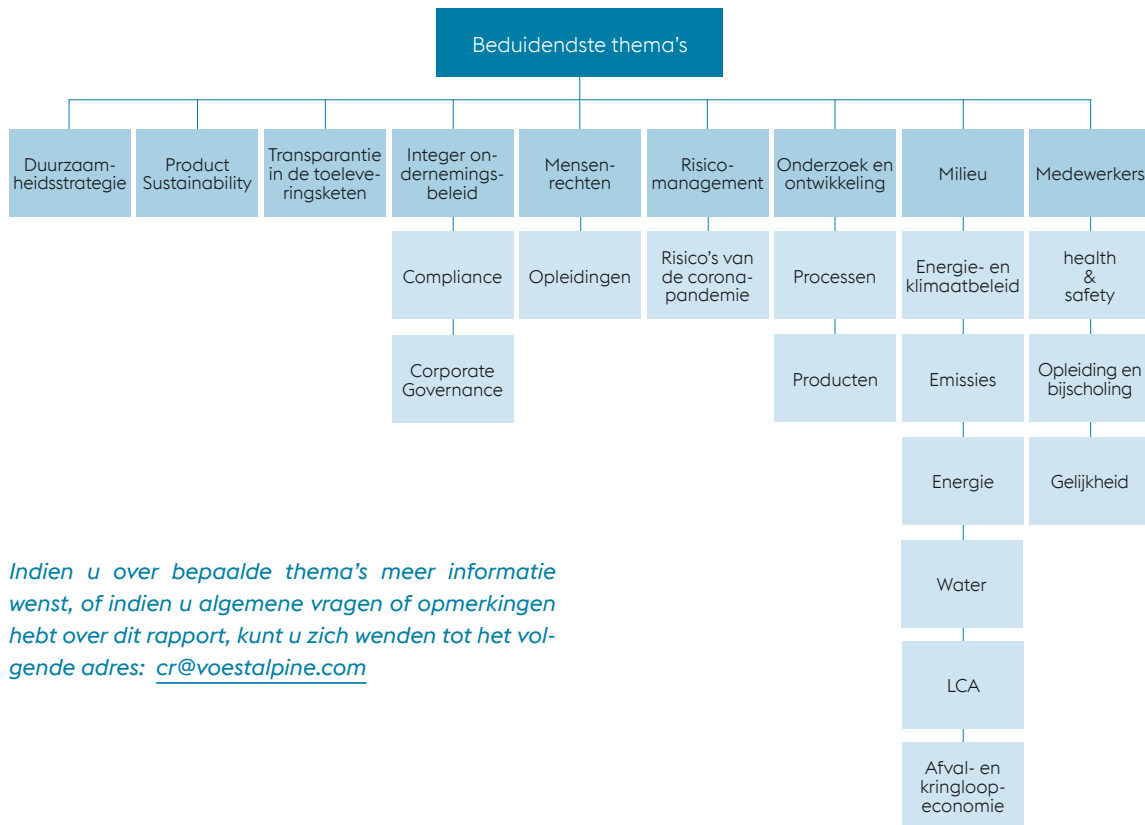 Beduidendste thema's
Duurzaam-
heidsstrategie
Product
Sustainability
Transparantie
in de toeleve-
ringsketen
Integer on-
dernemings-
beleid
Mensen-
rechten
Risico-
management
Onderzoek en
ontwikkeling
Milieu
Medewerkers
Compliance
Opleidingen
Risico's van
de corona-
pandemie
Processen
Energie- en
klimaatbeleid
health
&
safety
Corporate
Governance
Producten
Emissies
Opleiding en
bijscholing
Energie
Gelijkheid
Water
LCA
Afval- en
kringloop-
economie
Indien u over bepaalde thema's meer informatie
wenst, of indien u algemene vragen of opmerkingen
hebt over dit rapport, kunt u zich wenden tot het vol-
gende adres: cr@voestalpine.com